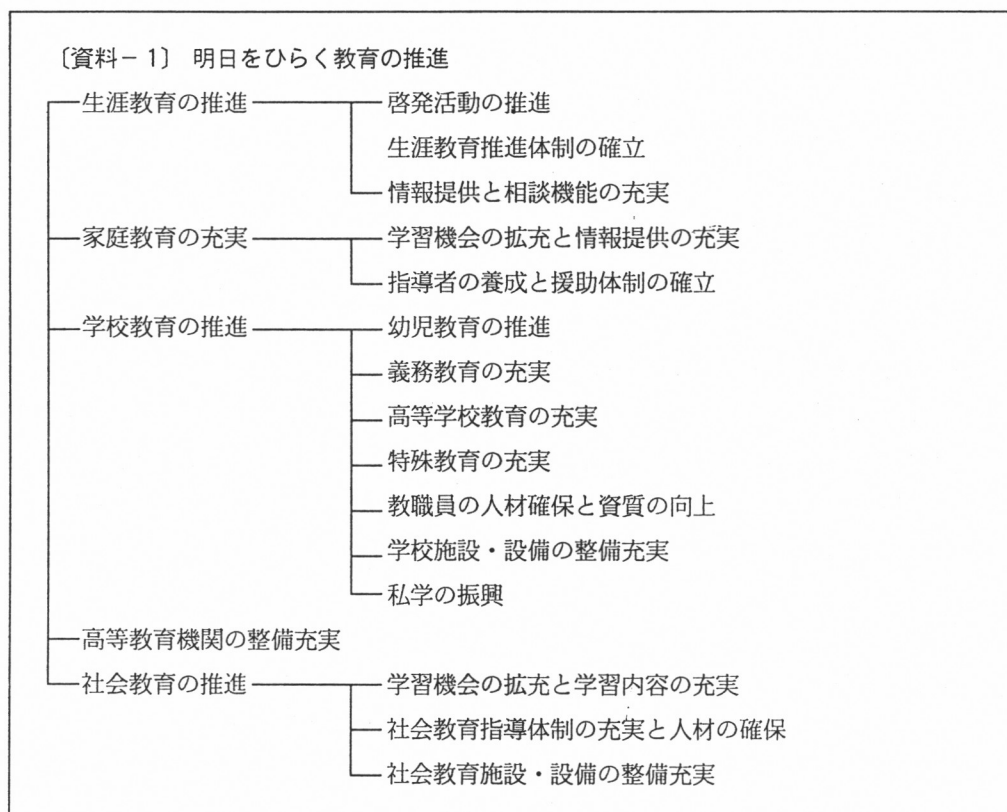 〔資料－1〕 明日をひらく教育の推進
生涯教育の推進 啓発活動の推進
生涯教育推進体制の確立
情報提供と相談機能の充実
家庭教育の充実 学習機会の拡充と情報提供の充実
指導者の養成と援助体制の確立
学校教育の推進 幼児教育の推進
義務教育の充実
高等学校教育の充実
特殊教育の充実
教職員の人材確保と資質の向上
学校施設・設備の整備充実
私学の振興
高等教育機関の整備充実
社会教育の推進 学習機会の拡充と学習内容の充実
社会教育指導体制の充実と人材の確保
社会教育施設・設備の整備充実